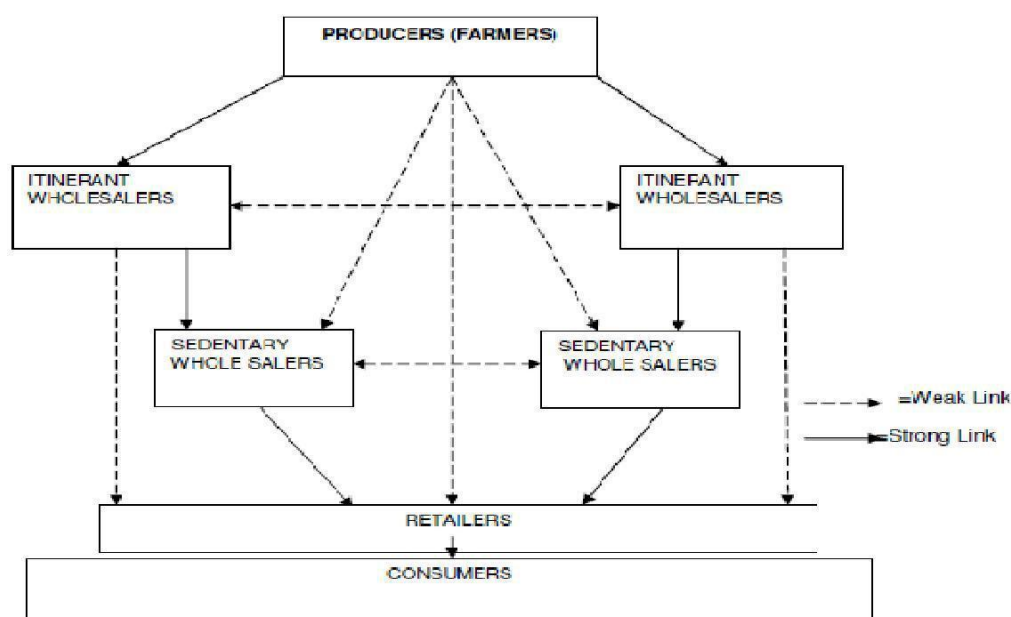 PRODUCERS (FARMERS)
ITINERANT
WHOLESALERS
ITINERANT
WHOLESALERS
SEDENTARY
WHOLE SALERS
SEDENTARY
WHOLE SALERS
=Weak Link
=Strong Link
RETAILERS
CONSUMERS